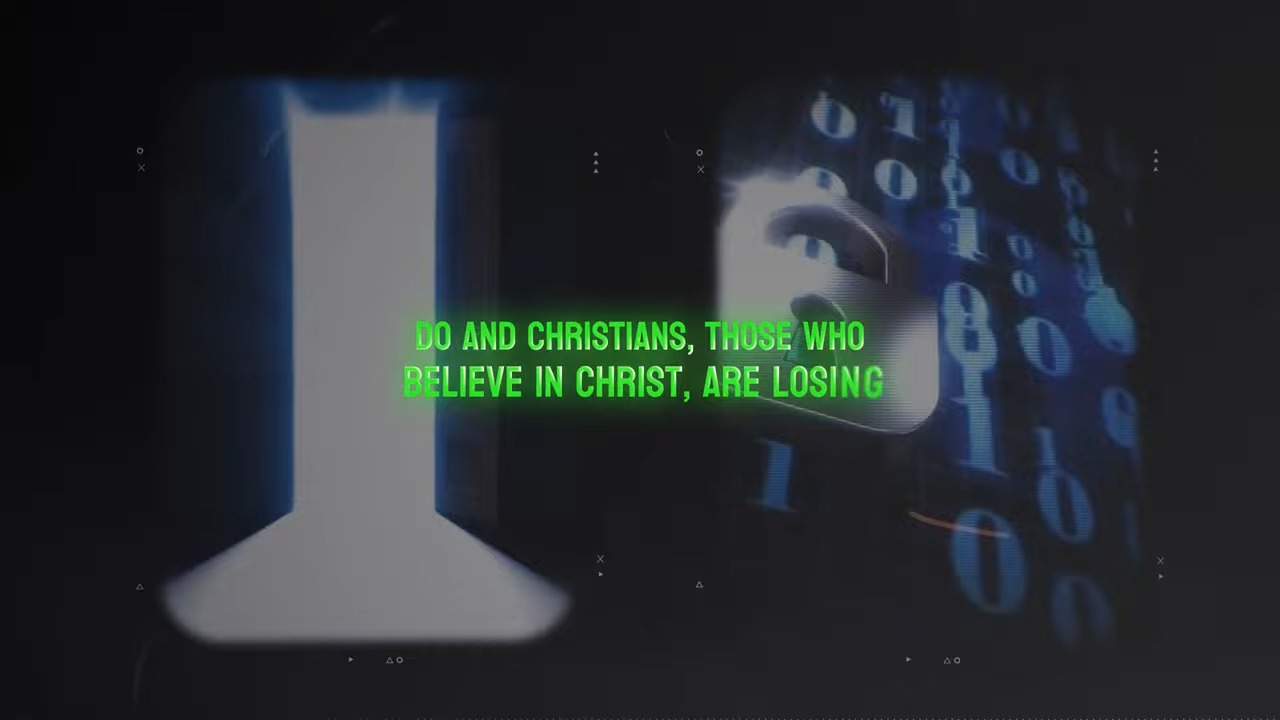 DO AND CHRISTIANS, THOSE WHO
BELIEVE IN CHRIST, ARE LOSING